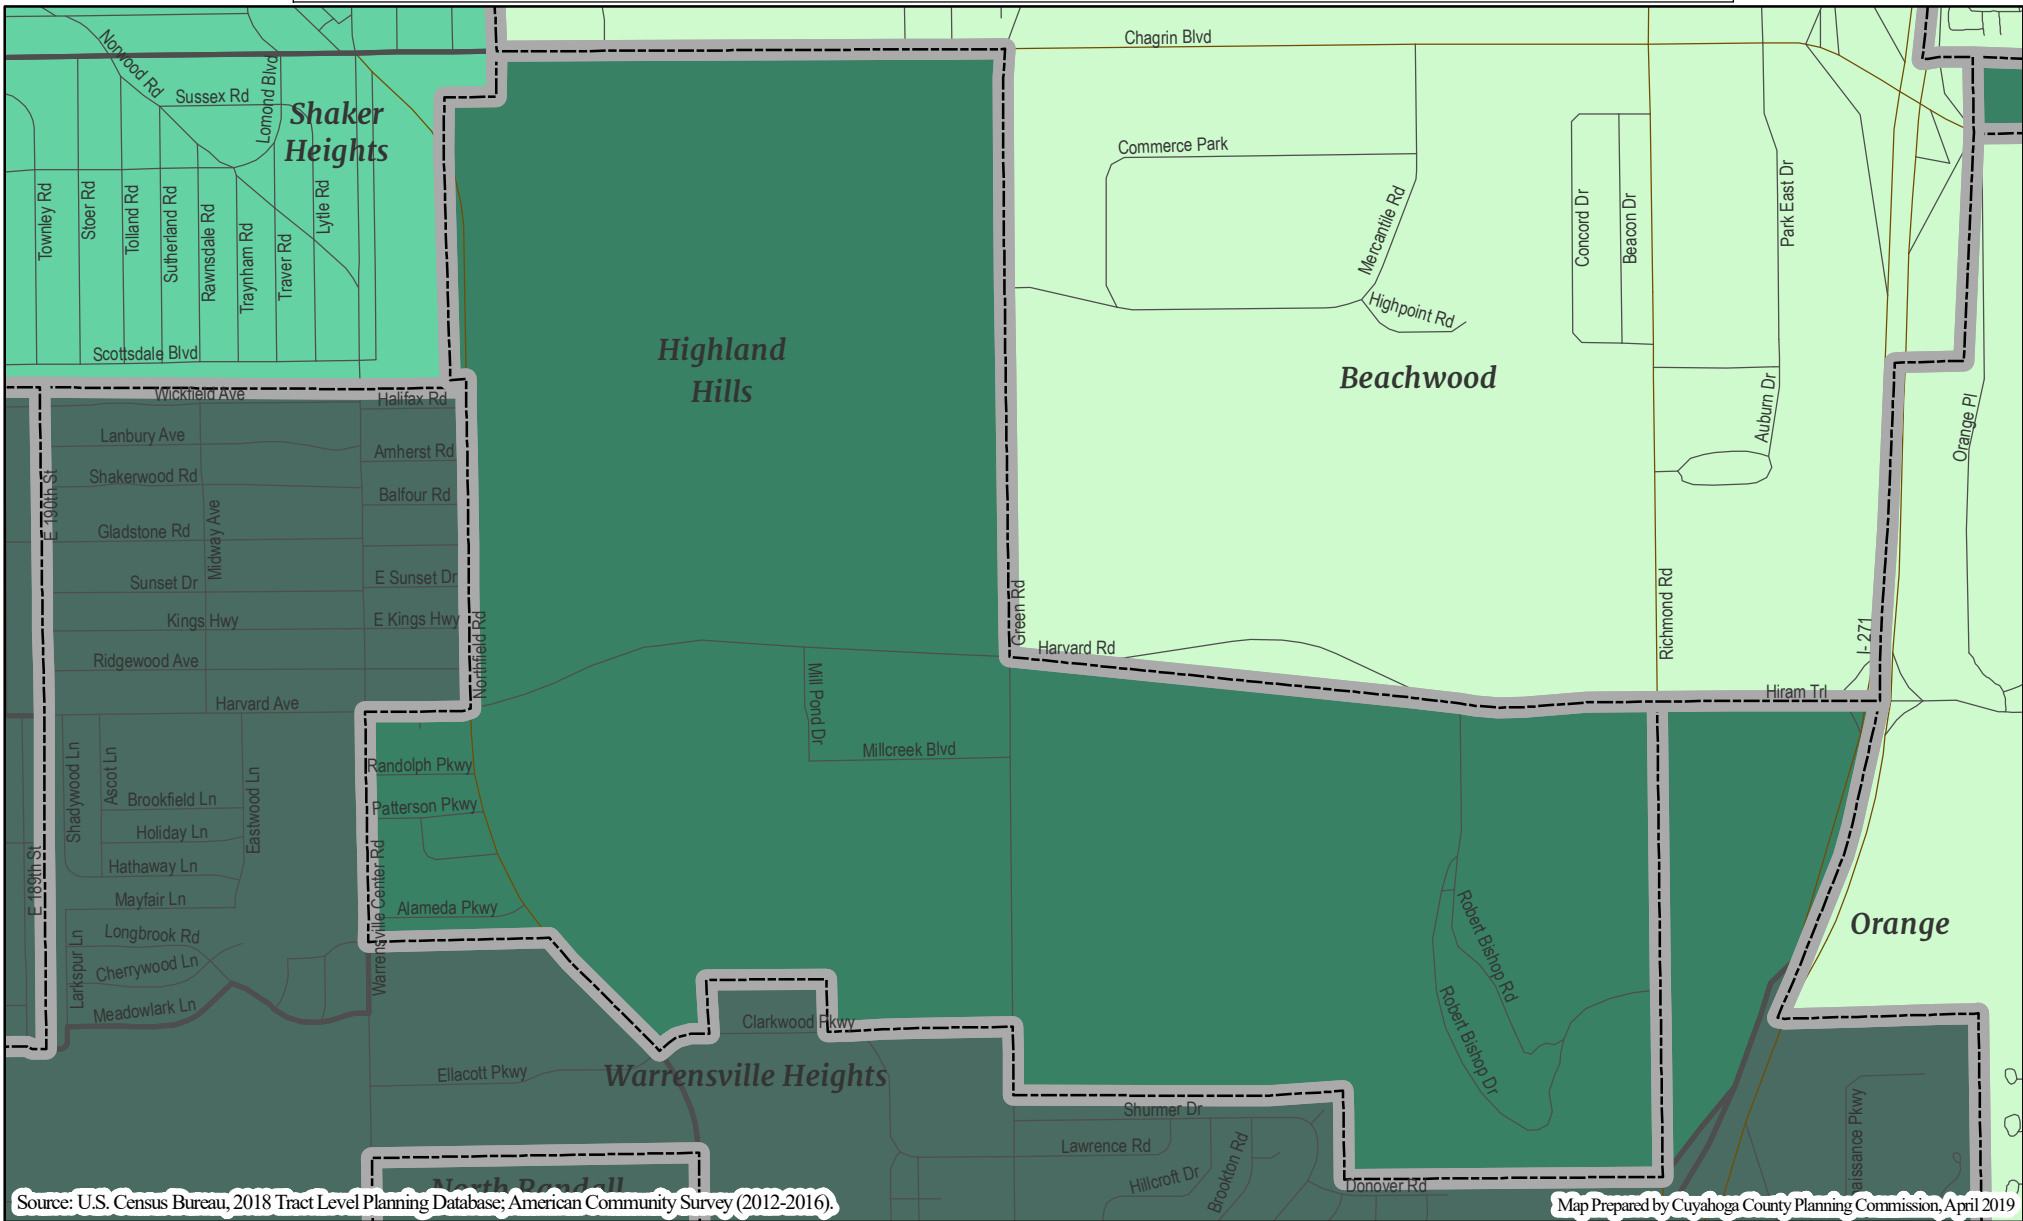 Chagrin Blvd
Norwood Rd
Lomond Blvd
Sussex Rd
Shaker
Heights
Commerce Park
Townley Rd
Stoer Rd
Tolland Rd
Sutherland Rd
Rawnsdale Rd
Traynham Rd
Traver Rd
Lytle Rd
Mercantile Rd
Concord Dr
Beacon Dr
Park East Dr
Highpoint Rd
Highland
Hills
Beachwood
Scottsdale Blvd
Wickfield Ave
Halifax Rd
Auburn Dr
Orange Pl
Lanbury Ave
Amherst Rd
Shakerwood Rd
Balfour Rd
E 190th St
Midway Ave
Gladstone Rd
Sunset Dr
E Sunset Dr
Kings Hwy
E Kings Hwy
Northfield Rd
Green Rd
Richmond Rd
I- 271
Ridgewood Ave
Harvard Rd
Harvard Ave
Mill Pond Dr
Hiram Trl
Millcreek Blvd
Shadywood Ln
Ascot Ln
Eastwood Ln
Randolph Pkwy
Brookfield Ln
Patterson Pkwy
Holiday Ln
Hathaway Ln
E 189th St
Warrensville Center Rd
Mayfair Ln
Alameda Pkwy
Longbrook Rd
Robert Bishop Rd
Orange
Larkspur Ln
Cherrywood Ln
Meadowlark Ln
Clarkwood Pkwy
Robert Bishop Dr
Ellacott Pkwy
Warrensville Heights
Shurmer Dr
Lawrence Rd
Brookton Rd
Hillcroft Dr
Donover Rd
aissance Pkwy
North Randall
Source: U.S. Census Bureau, 2018 Tract Level Planning Database; American Community Survey (2012-2016).
Map Prepared by Cuyahoga County Planning Commission, April 2019